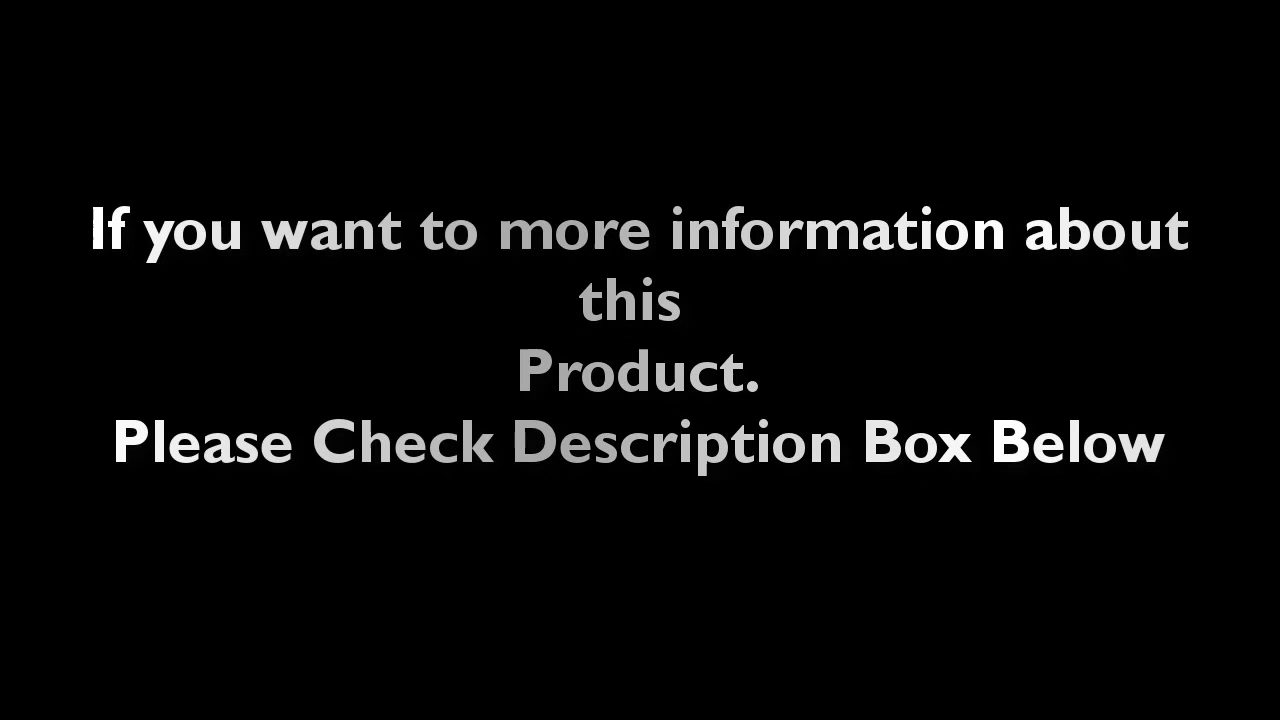 If you want to more information about
this
Product.
Please Check Description Box Below